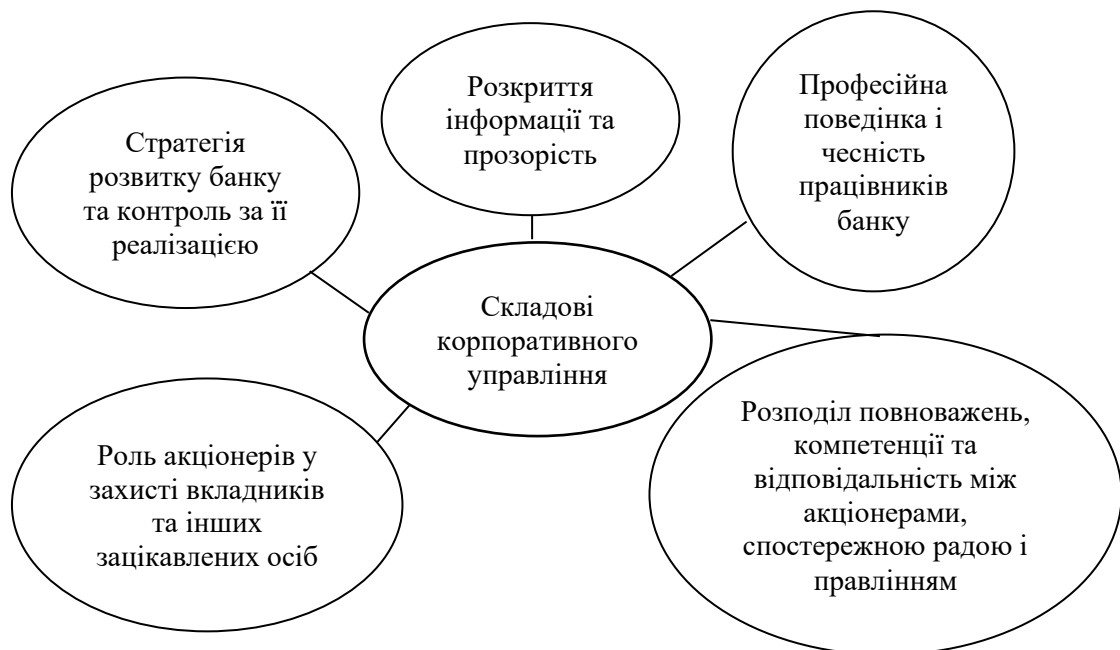 Стратегія
розвитку банку
та контроль за її
реалізацією
Розкриття
інформації та
прозорість
Професійна
поведінка і
чесність
працівників
банку
Складові
корпоративного
управління
Роль акціонерів у
захисті вкладників
та інших
зацікавлених осіб
Розподіл повноважень,
компетенції та
відповідальність між
акціонерами,
спостережною радою і
правлінням